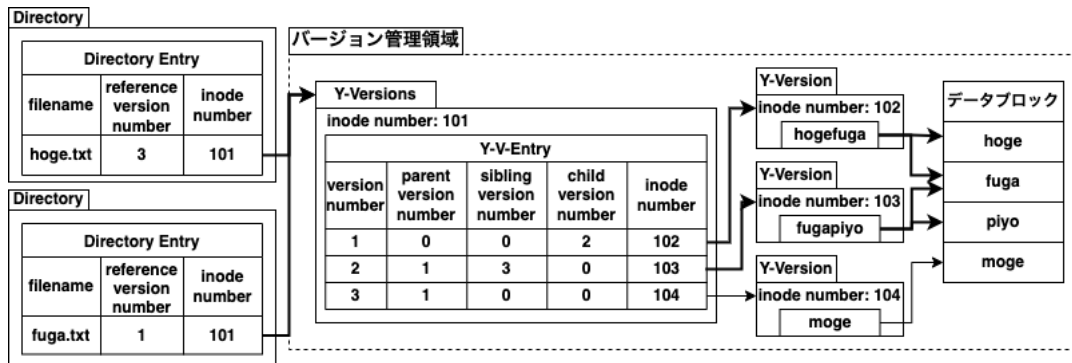 Directory
Directory Entry
filename
reference
version
number
inode
number
hoge.txt 3 101
Directory
Directory Entry
filename
reference
version
number
inode
number
fuga.txt 1 101
バージョン管理領域
Y-Versions
inode number: 101
Y-V-Entry
version
number
parent
version
number
sibling
version
number
child
version
number
inode
number
1 0 0 2 102
2 1 3 0 103
3 1 0 0 104
Y-Version
inode number: 102
hogefuga
Y-Version
inode number: 103
fugapiyo
Y-Version
inode number: 104
moge
データブロック
hoge
fuga
piyo
moge